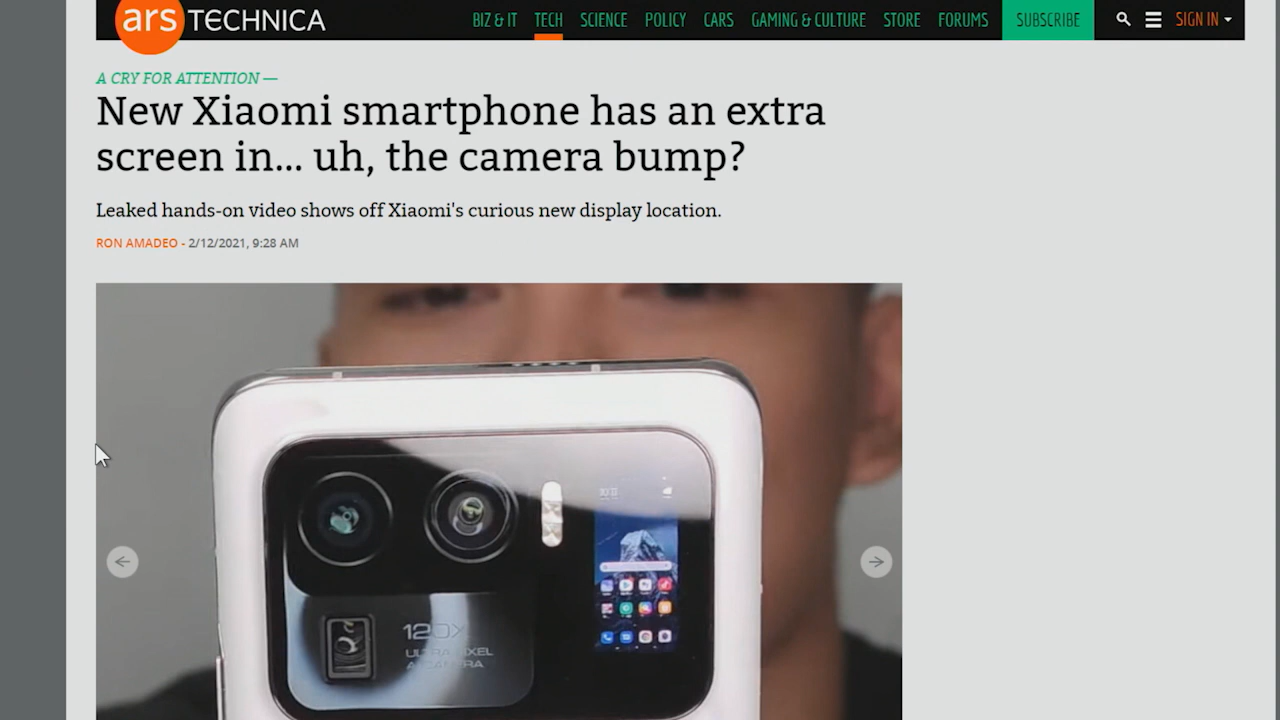 ars TECHNICA
BIZ & IT TECH SCIENCE POLICY CARS GAMING & CULTURE STORE FORUMS SUBSCRIBE SIGN IN
A CRY FOR ATTENTION —
New Xiaomi smartphone has an extra
screen in... uh, the camera bump?
Leaked hands-on video shows off Xiaomi's curious new display location.
RON AMADEO - 2/12/2021, 9:28 AM
120X
ULTRA PIXEL
AI CAMERA